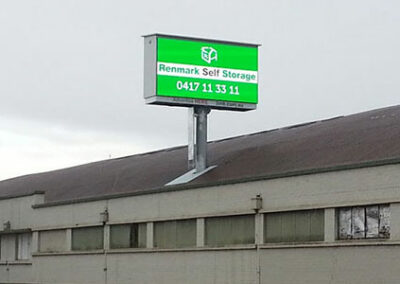 Renmark Self Storage
0417 11 33 11